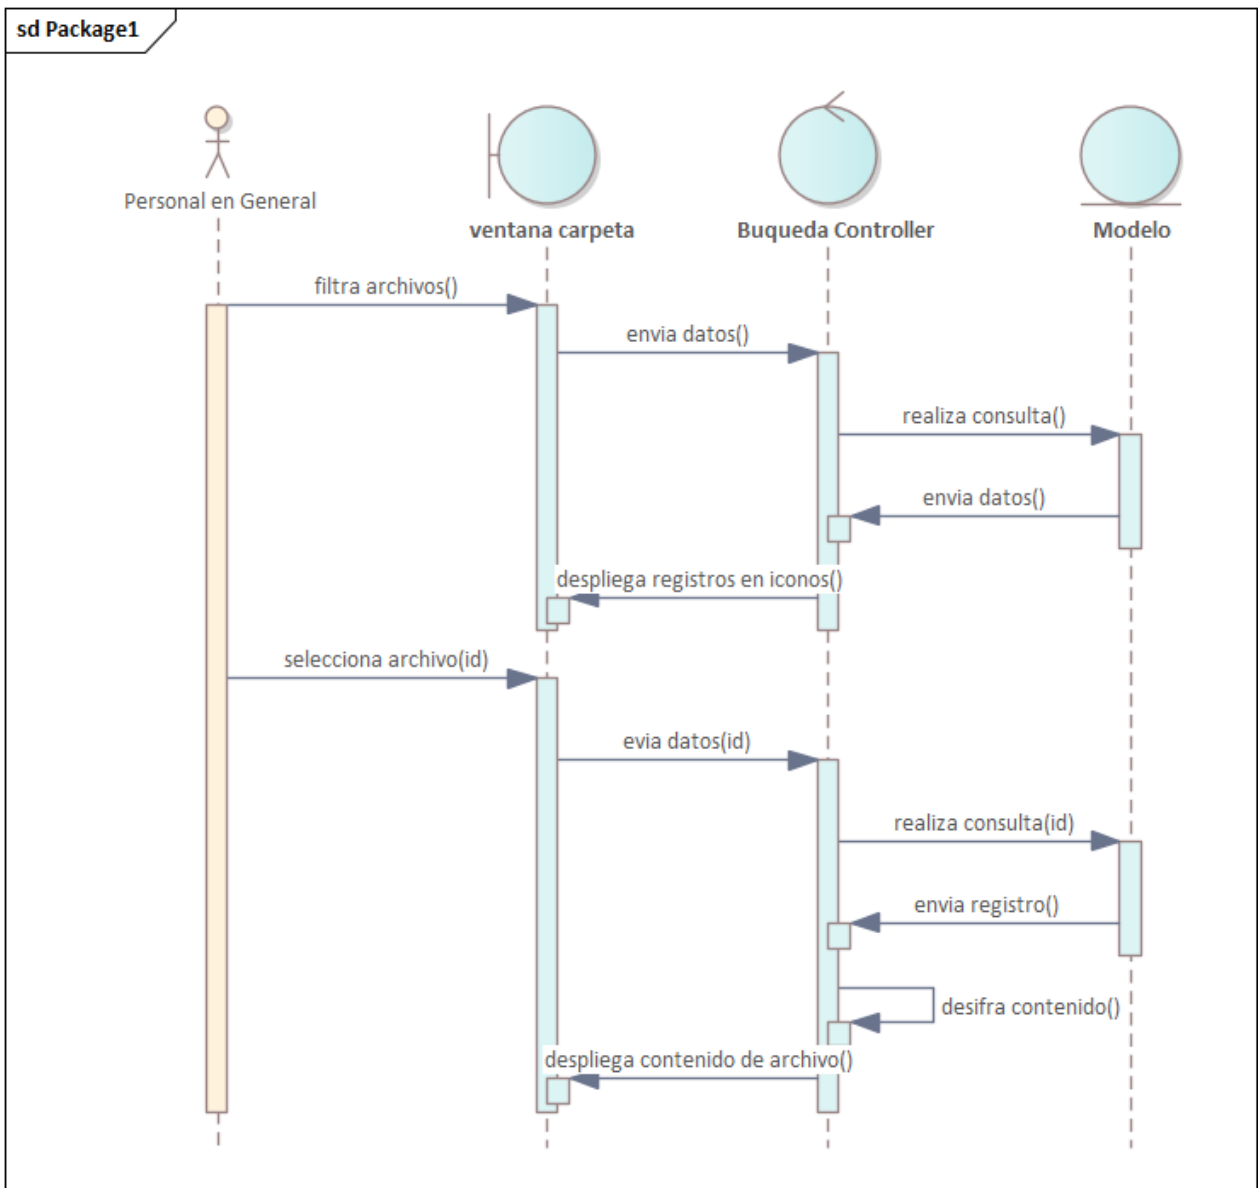 sd Package1
Personal en General
ventana carpeta
Buqueda Controller
Modelo
filtra archivos()
envia datos()
realiza consulta()
envia datos()
despliega registros en iconos()
selecciona archivo(id)
evia datos(id)
realiza consulta(id)
envia registro()
desifra contenido()
despliega contenido de archivo()